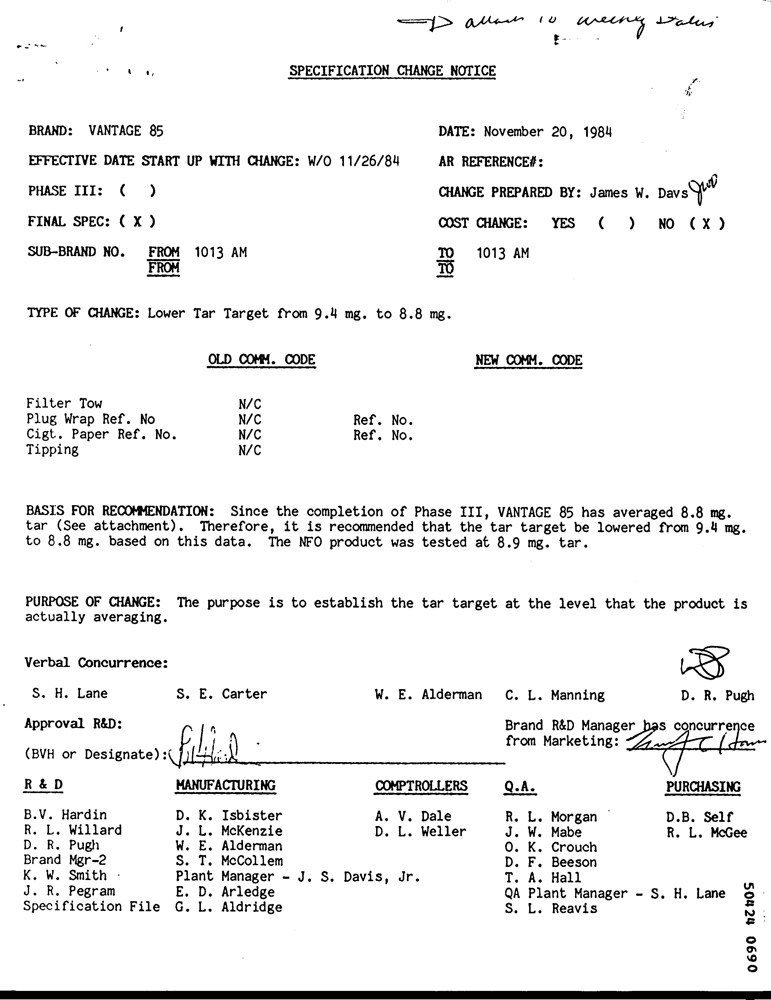 attach to weekly status
SPECIFICATION CHANGE NOTICE
BRAND: VANTAGE 85 DATE: November 20, 1984
EFFECTIVE DATE START UP WITH CHANGE: W/O 11/26/84 AR REFERENCE#:
PHASE III: ( ) CHANGE PREPARED BY: James W. Davs
FINAL SPEC: ( X ) COST CHANGE: YES ( ) NO ( X )
SUB-BRAND NO. FROM 1013 AM TO 1013 AM
FROM TO
TYPE OF CHANGE: Lower Tar Target from 9.4 mg. to 8.8 mg.
OLD COMM. CODE NEW COMM. CODE
Filter Tow N/C
Plug Wrap Ref. No N/C Ref. No.
Cigt. Paper Ref. No. N/C Ref. No.
Tipping N/C
BASIS FOR RECOMMENDATION: Since the completion of Phase III, VANTAGE 85 has averaged 8.8 mg.
tar (See attachment). Therefore, it is recommended that the tar target be lowered from 9.4 mg.
to 8.8 mg. based on this data. The NFO product was tested at 8.9 mg. tar.
PURPOSE OF CHANGE: The purpose is to establish the tar target at the level that the product is
actually averaging.
Verbal Concurrence:
S. H. Lane S. E. Carter W. E. Alderman C. L. Manning D. R. Pugh
Approval R&D: Brand R&D Manager has concurrence
from Marketing:
(BVH or Designate):
R & D MANUFACTURING COMPTROLLERS Q.A. PURCHASING
B.V. Hardin D. K. Isbister A. V. Dale R. L. Morgan D.B. Self
R. L. Willard J. L. McKenzie D. L. Weller J. W. Mabe R. L. McGee
D. R. Pugh W. E. Alderman O. K. Crouch
Brand Mgr-2 S. T. McCollem D. F. Beeson
K. W. Smith Plant Manager - J. S. Davis, Jr. T. A. Hall
J. R. Pegram E. D. Arledge QA Plant Manager - S. H. Lane
Specification File G. L. Aldridge S. L. Reavis
50424 0690